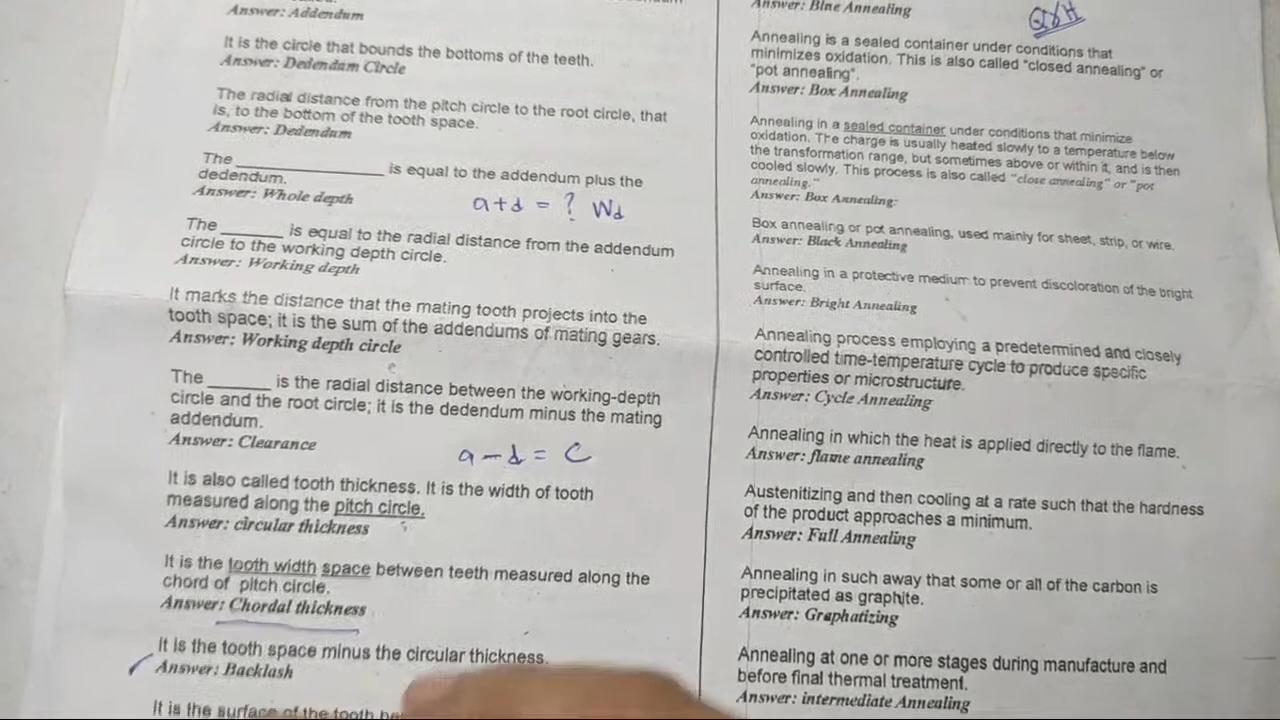 Answer: Addendum
It is the circle that bounds the bottoms of the teeth.
Answer: Dedendum Circle
The radial distance from the pitch circle to the root circle, that
is, to the bottom of the tooth space.
Answer: Dedendum
The ______________ is equal to the addendum plus the
dedendum.
Answer: Whole depth
a+d = ? Wd
The ______ is equal to the radial distance from the addendum
circle to the working depth circle.
Answer: Working depth
It marks the distance that the mating tooth projects into the
tooth space; it is the sum of the addendums of mating gears.
Answer: Working depth circle
The ______ is the radial distance between the working-depth
circle and the root circle; it is the dedendum minus the mating
addendum.
Answer: Clearance
a - d = C
It is also called tooth thickness. It is the width of tooth
measured along the pitch circle.
Answer: circular thickness
It is the tooth width space between teeth measured along the
chord of pitch circle.
Answer: Chordal thickness
It is the tooth space minus the circular thickness.
Answer: Backlash
It is the surface of the tooth
Answer: Blue Annealing
Annealing is a sealed container under conditions that
minimizes oxidation. This is also called "closed annealing" or
"pot annealing".
Answer: Box Annealing
Annealing in a sealed container under conditions that minimize
oxidation. The charge is usually heated slowly to a temperature below
the transformation range, but sometimes above or within it, and is then
cooled slowly. This process is also called "close annealing" or "pot
annealing."
Answer: Box Annealing:
Box annealing or pot annealing, used mainly for sheet, strip, or wire.
Answer: Black Annealing
Annealing in a protective medium to prevent discoloration of the bright
surface.
Answer: Bright Annealing
Annealing process employing a predetermined and closely
controlled time-temperature cycle to produce specific
properties or microstructure.
Answer: Cycle Annealing
Annealing in which the heat is applied directly to the flame.
Answer: flame annealing
Austenitizing and then cooling at a rate such that the hardness
of the product approaches a minimum.
Answer: Full Annealing
Annealing in such away that some or all of the carbon is
precipitated as graphite.
Answer: Graphatizing
Annealing at one or more stages during manufacture and
before final thermal treatment.
Answer: intermediate Annealing